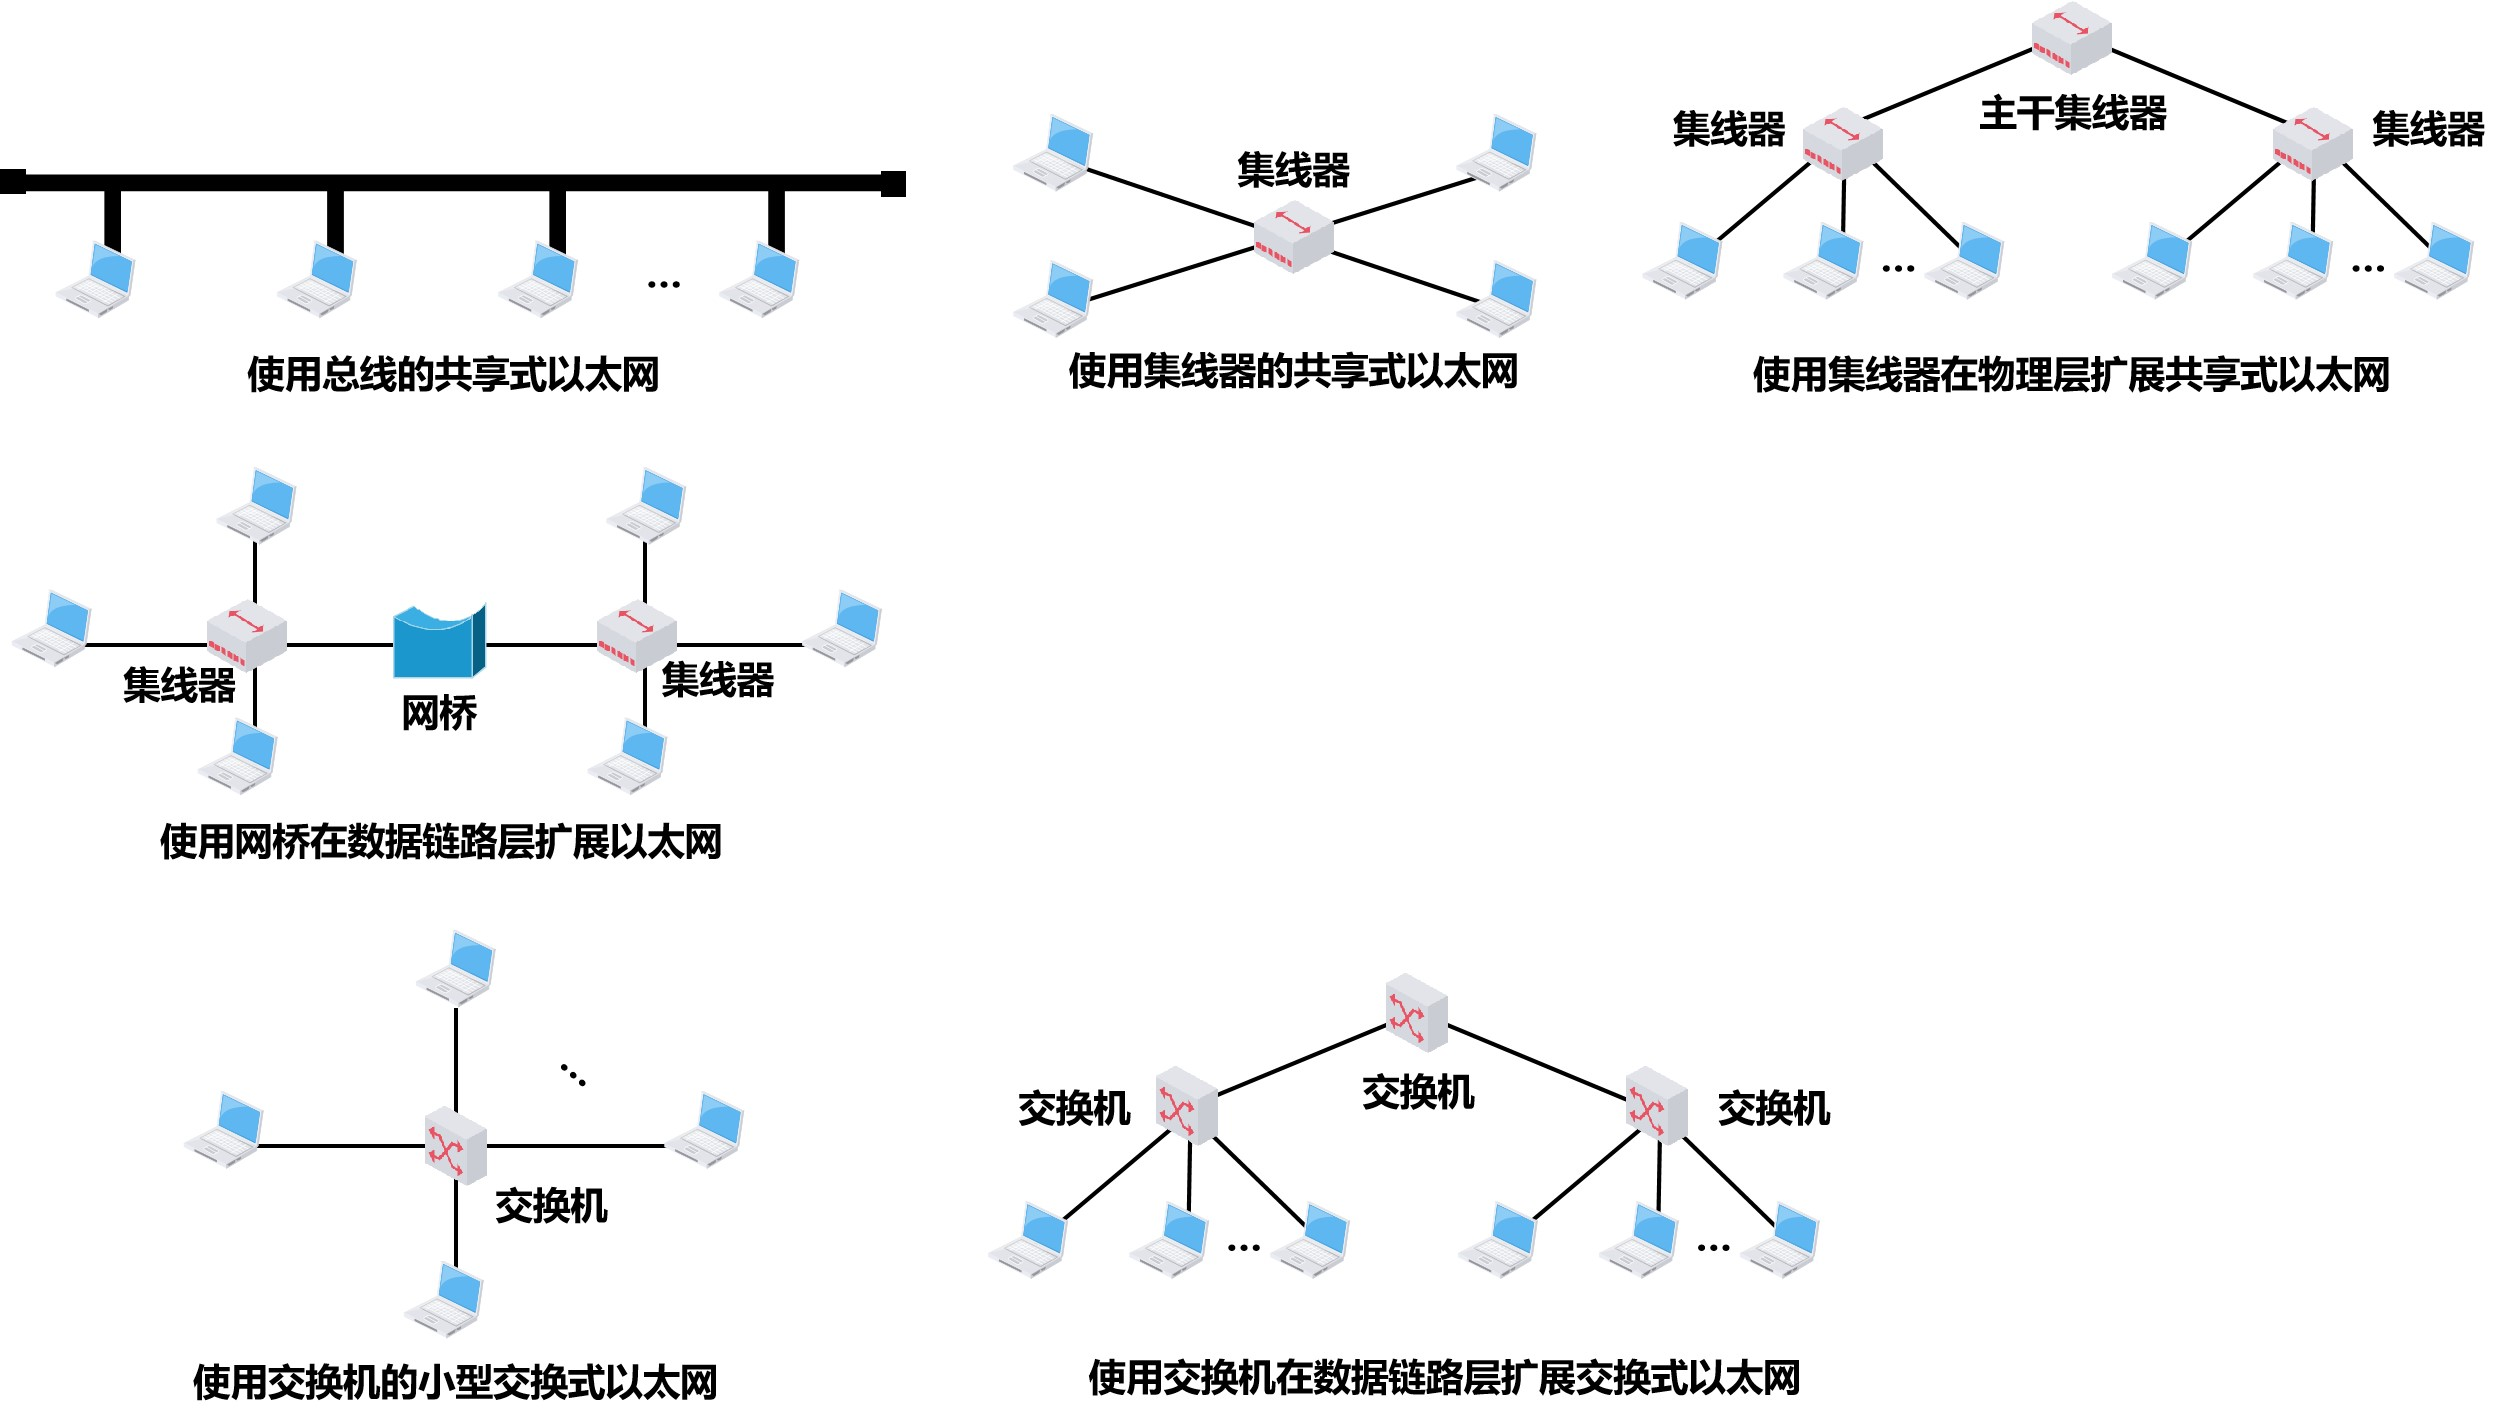 主干集线器
集线器
集线器
集线器
...
...
...
使用总线的共享式以太网
使用集线器的共享式以太网
使用集线器在物理层扩展共享式以太网
集线器
集线器
网桥
使用网桥在数据链路层扩展以太网
...
交换机
交换机
交换机
交换机
...
...
使用交换机的小型交换式以太网
使用交换机在数据链路层扩展交换式以太网